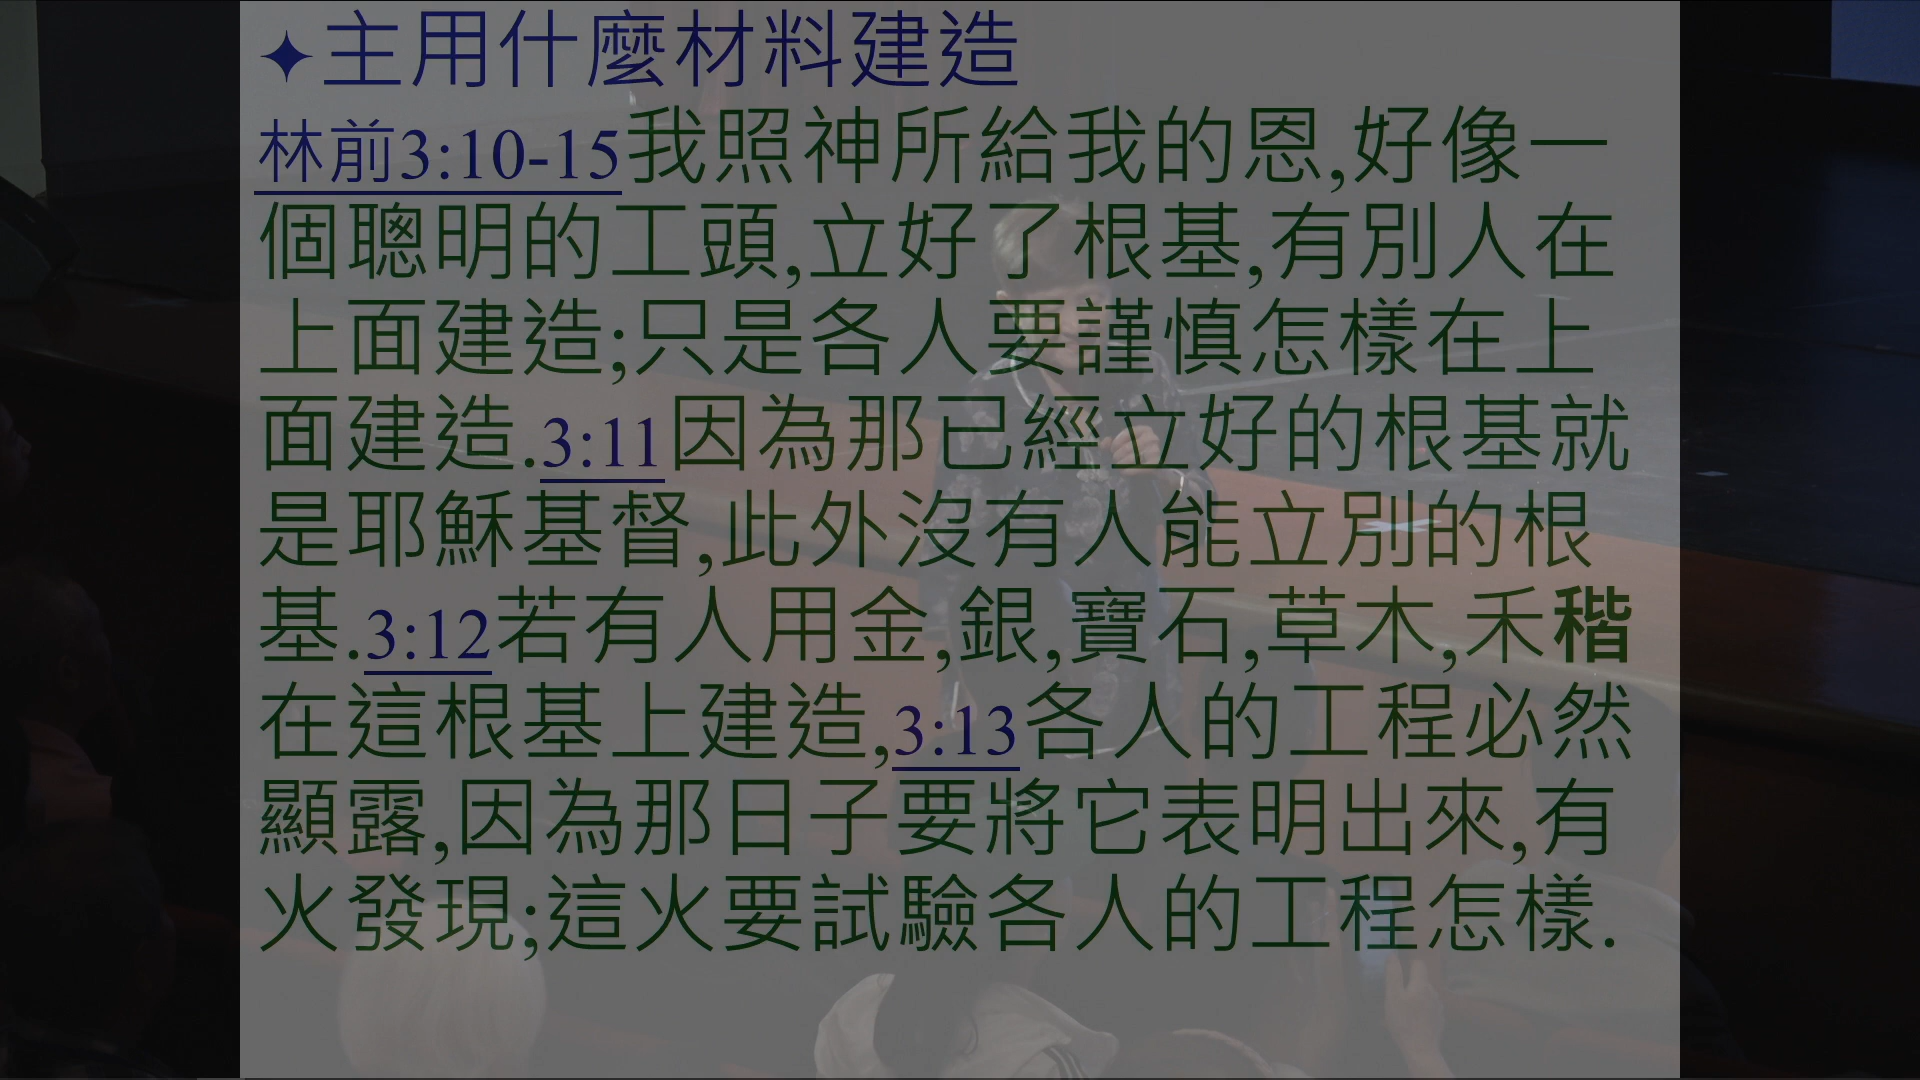 ✦主用什麼材料建造
林前3:10-15我照神所給我的恩,好像一
個聰明的工頭,立好了根基,有別人在
上面建造;只是各人要謹慎怎樣在上
面建造.3:11因為那已經立好的根基就
是耶穌基督,此外沒有人能立別的根
基.3:12若有人用金,銀,寶石,草木,禾稭
在這根基上建造,3:13各人的工程必然
顯露,因為那日子要將它表明出來,有
火發現;這火要試驗各人的工程怎樣.